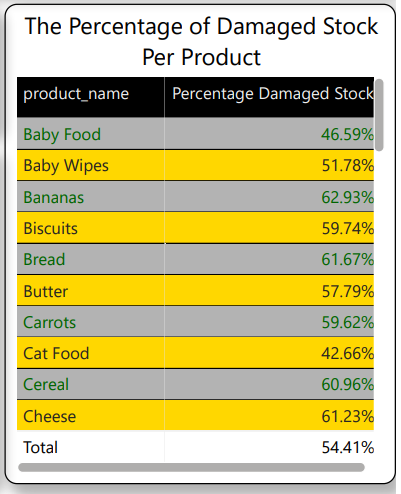 The Percentage of Damaged Stock
Per Product
product_name Percentage Damaged Stock
Baby Food 46.59%
Baby Wipes 51.78%
Bananas 62.93%
Biscuits 59.74%
Bread 61.67%
Butter 57.79%
Carrots 59.62%
Cat Food 42.66%
Cereal 60.96%
Cheese 61.23%
Total 54.41%